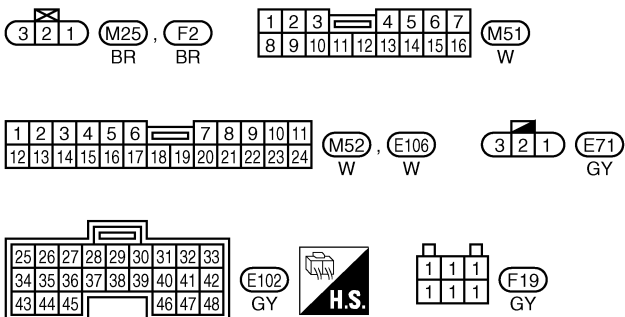 3 2 1 M25 , F2
BR BR
1 2 3 4 5 6 7
8 9 10 11 12 13 14 15 16
M51
W
1 2 3 4 5 6 7 8 9 10 11
12 13 14 15 16 17 18 19 20 21 22 23 24
M52 , E106
W W
3 2 1 E71
GY
25 26 27 28 29 30 31 32 33
34 35 36 37 38 39 40 41 42
43 44 45 46 47 48
E102
GY
H.S.
1 1 1
1 1 1
F19
GY